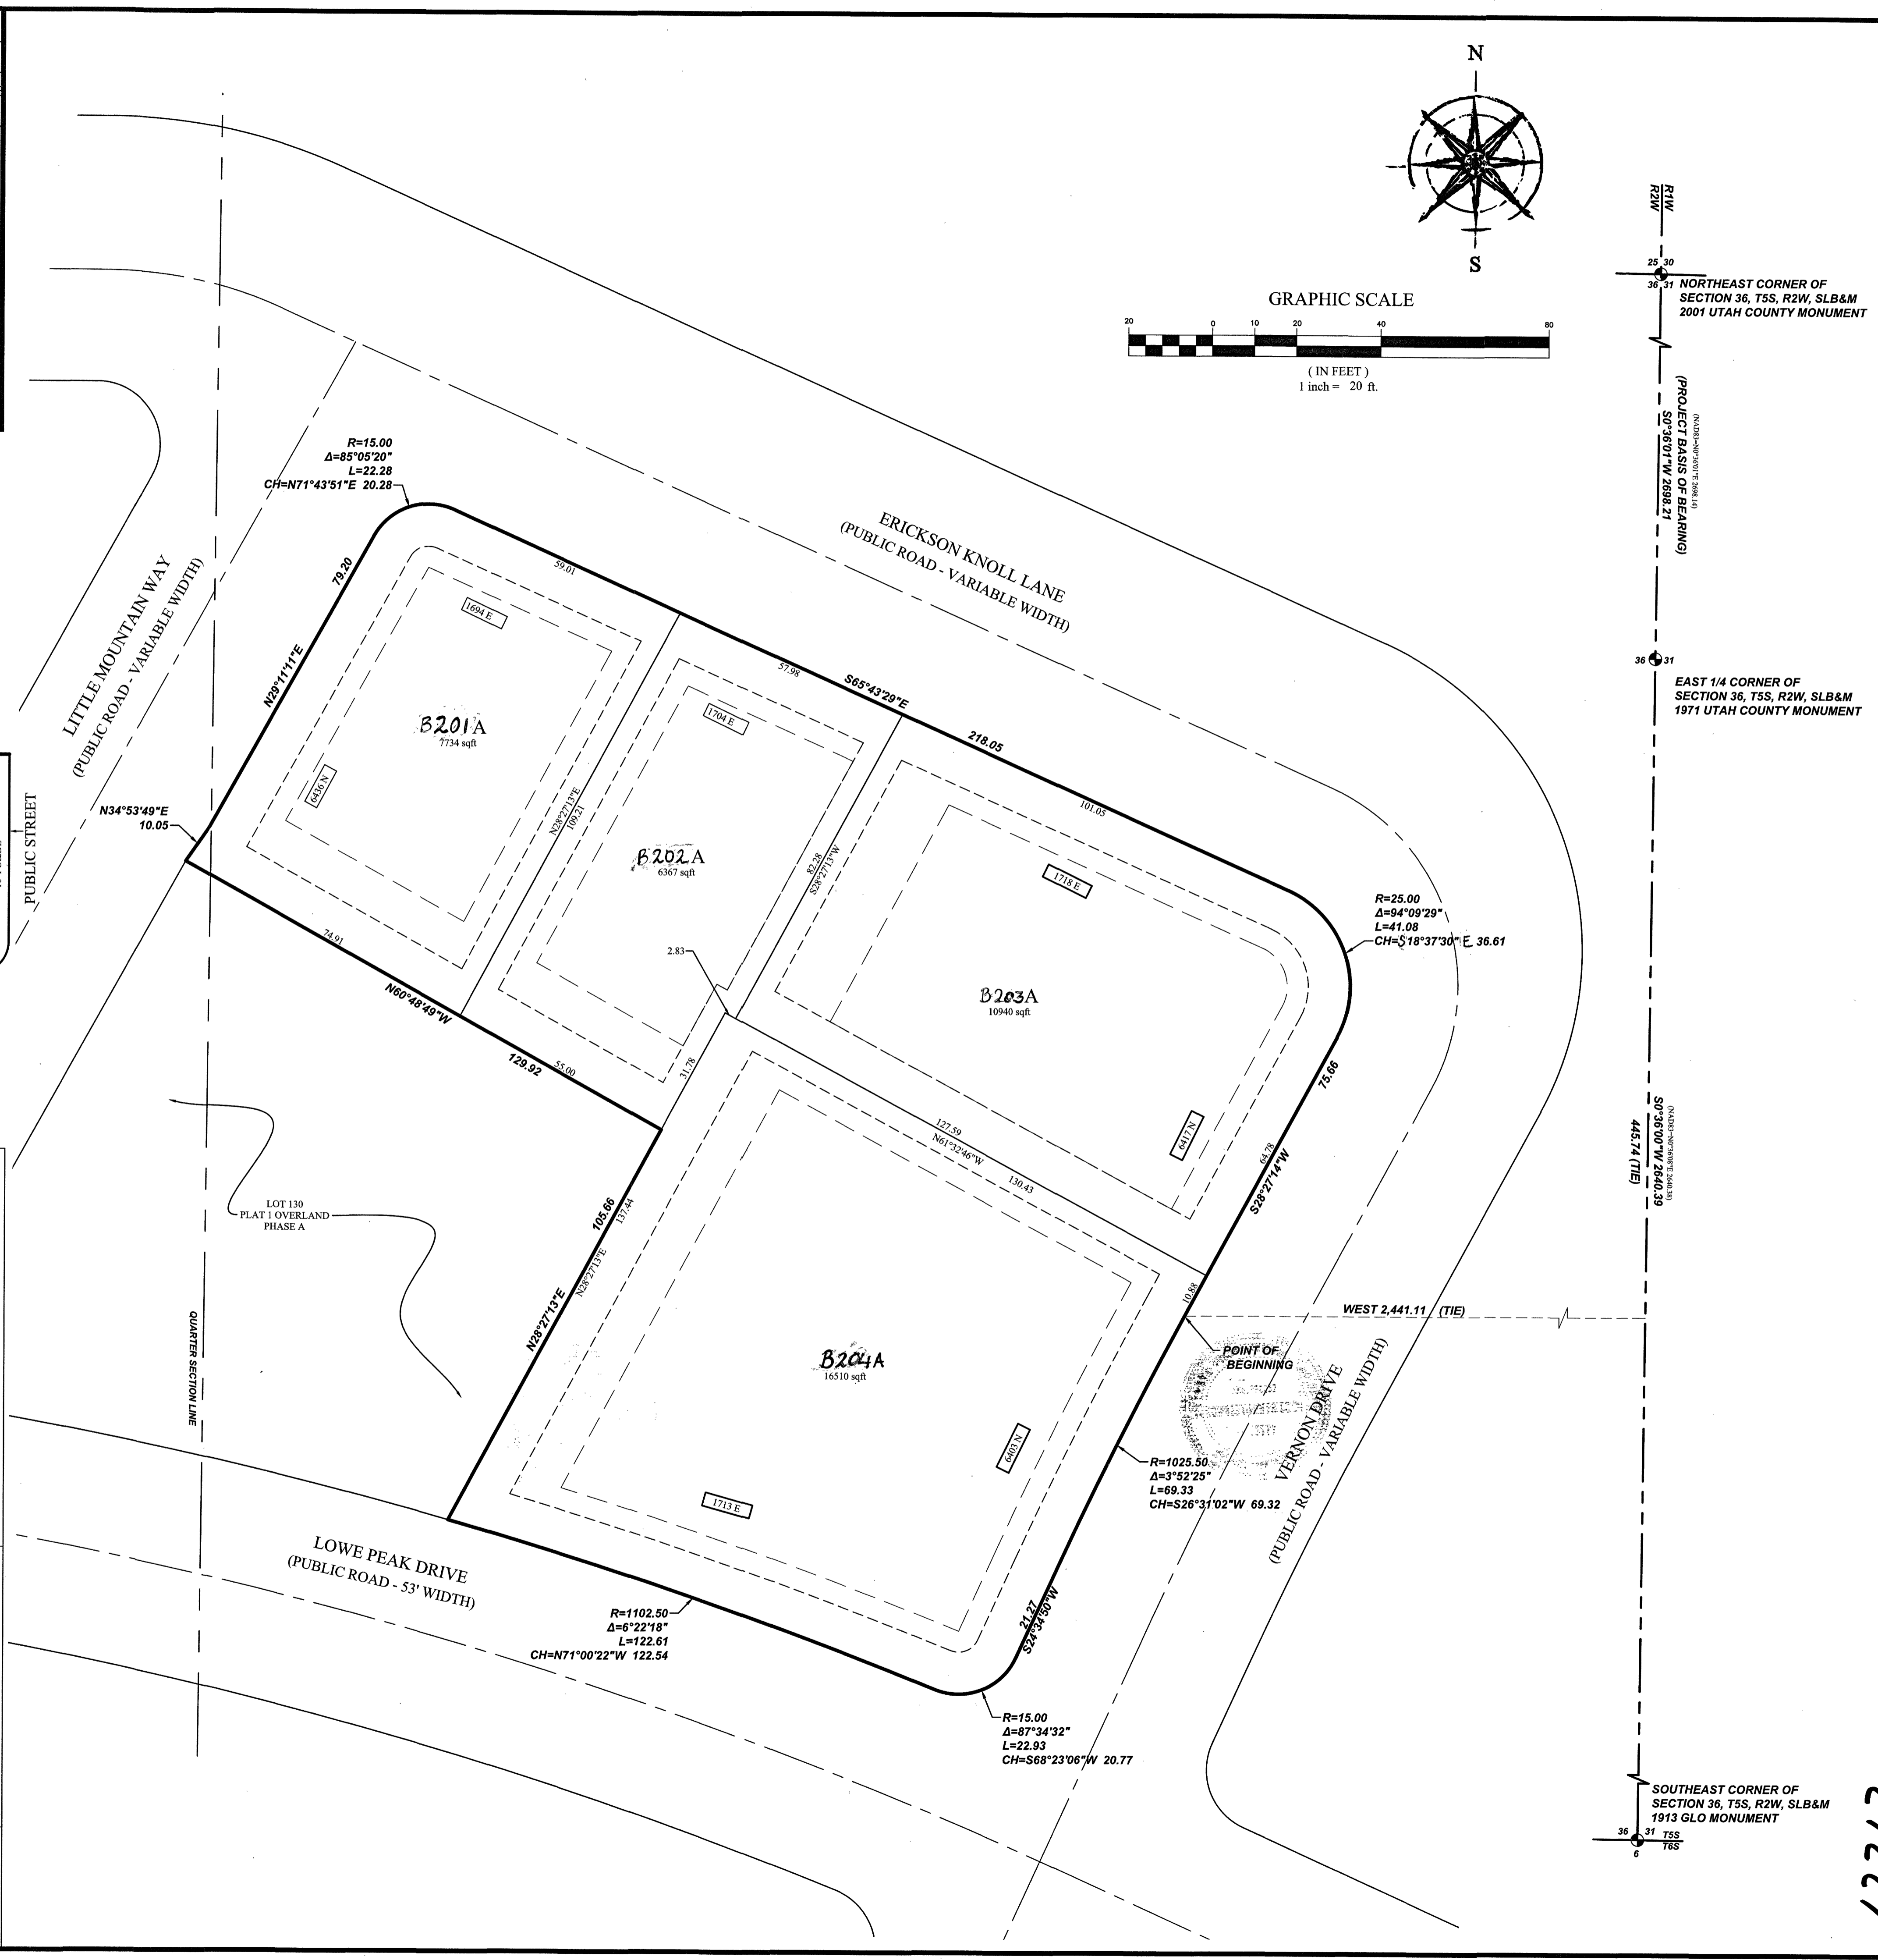 N
S
GRAPHIC SCALE
20 0 10 20 40 80
( IN FEET )
1 inch = 20 ft.
R1W
R2W
25 30
36 31
NORTHEAST CORNER OF
SECTION 36, T5S, R2W, SLB&M
2001 UTAH COUNTY MONUMENT
(NAD83=N0°36'01"E 2698.14)
(PROJECT BASIS OF BEARING)
S0°36'01"W 2698.21
36 31
EAST 1/4 CORNER OF
SECTION 36, T5S, R2W, SLB&M
1971 UTAH COUNTY MONUMENT
R=15.00
Δ=85°05'20"
L=22.28
CH=N71°43'51"E 20.28
ERICKSON KNOLL LANE
(PUBLIC ROAD - VARIABLE WIDTH)
LITTLE MOUNTAIN WAY
(PUBLIC ROAD - VARIABLE WIDTH)
79.20
N29°11'11"E
59.01
57.98
S65°43'29"E
218.05
101.05
1694 E
B201A
7734 sqft
6436 N
N28°27'13"E
109.21
1704 E
B202A
6367 sqft
82.28
S28°27'13"W
1718 E
B203A
10940 sqft
6417 N
N34°53'49"E
10.05
PUBLIC STREET
R=25.00
Δ=94°09'29"
L=41.08
CH=S18°37'30"E 36.61
74.91
N60°48'49"W
129.92
55.00
2.83
31.78
75.66
64.78
S28°27'14"W
127.59
N61°32'46"W
130.43
10.88
(NAD83=N0°36'08"E 2640.38)
S0°36'00"W 2640.39
445.74 (TIE)
LOT 130
PLAT 1 OVERLAND
PHASE A
105.66
137.44
N28°27'13"E
N28°27'13"E
QUARTER SECTION LINE
WEST 2,441.11 (TIE)
POINT OF
BEGINNING
B204A
16510 sqft
6403 N
1713 E
VERNON DRIVE
(PUBLIC ROAD - VARIABLE WIDTH)
R=1025.50
Δ=3°52'25"
L=69.33
CH=S26°31'02"W 69.32
LOWE PEAK DRIVE
(PUBLIC ROAD - 53' WIDTH)
R=1102.50
Δ=6°22'18"
L=122.61
CH=N71°00'22"W 122.54
21.27
S24°34'50"W
R=15.00
Δ=87°34'32"
L=22.93
CH=S68°23'06"W 20.77
SOUTHEAST CORNER OF
SECTION 36, T5S, R2W, SLB&M
1913 GLO MONUMENT
36 31 T5S
6 T6S